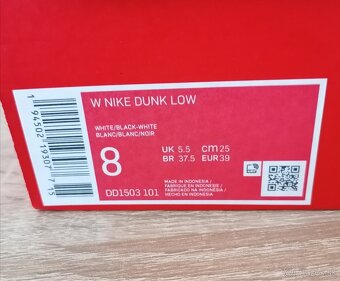 W NIKE DUNK LOW
WHITE/BLACK-WHITE
BLANC/BLANC/NOIR
8
UK 5.5 CM 25
BR 37.5 EUR 39
DD1503 101
MADE IN INDONESIA /
FABRIQUÉ EN INDONÉSIE /
FABRICADO NA INDONESIA /
HECHO EN INDONESIA